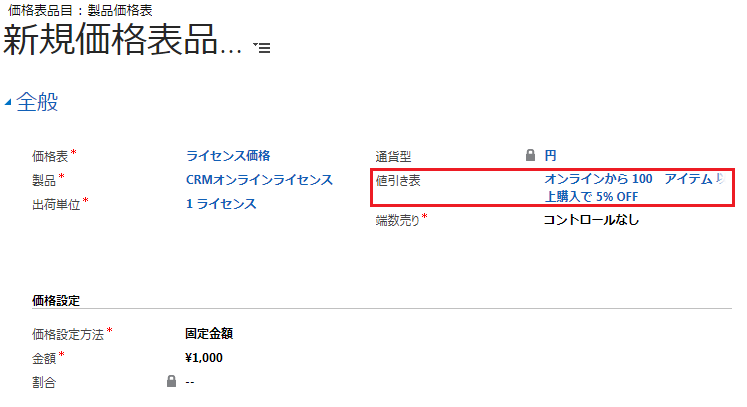 価格表品目：製品価格表
新規価格表品...
全般
価格表* ライセンス価格
通貨型 円
製品* CRMオンラインライセンス
値引き表 オンラインから 100　アイテム以
上購入で 5% OFF
出荷単位* 1 ライセンス
端数売り* コントロールなし
価格設定
価格設定方法* 固定金額
金額* ¥1,000
割合 --